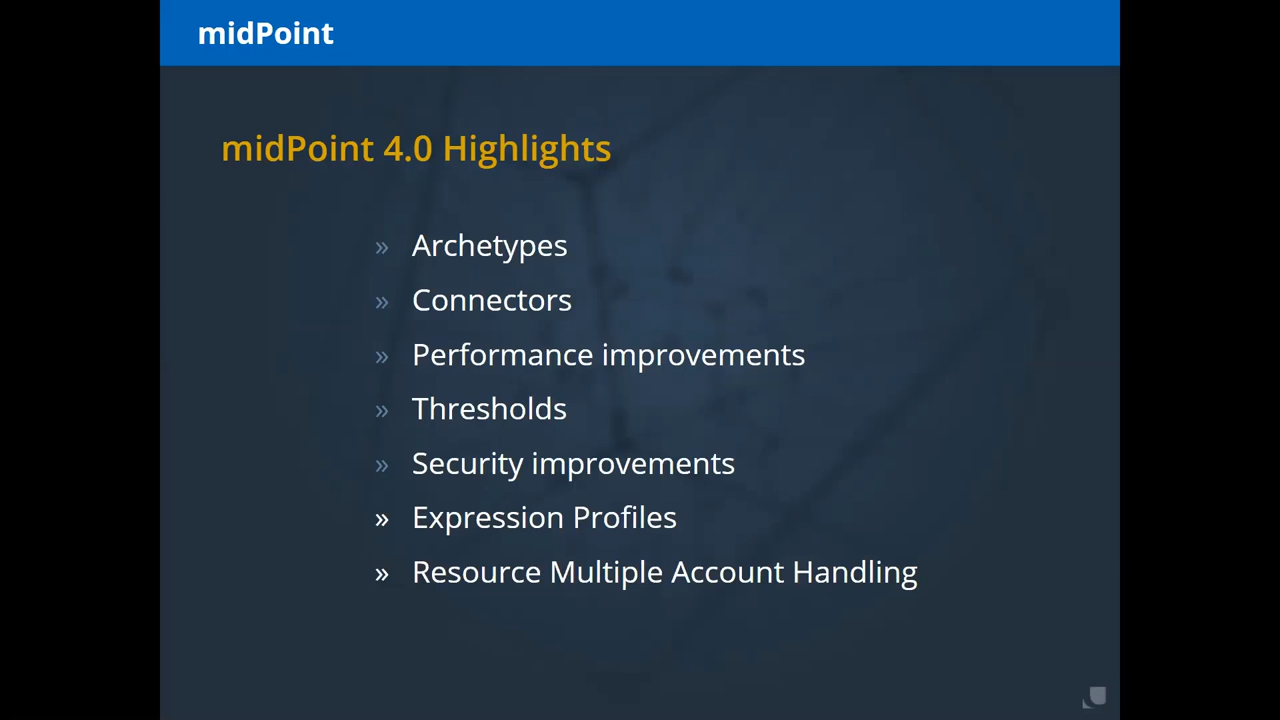 midPoint
midPoint 4.0 Highlights
» Archetypes
» Connectors
» Performance improvements
» Thresholds
» Security improvements
» Expression Profiles
» Resource Multiple Account Handling